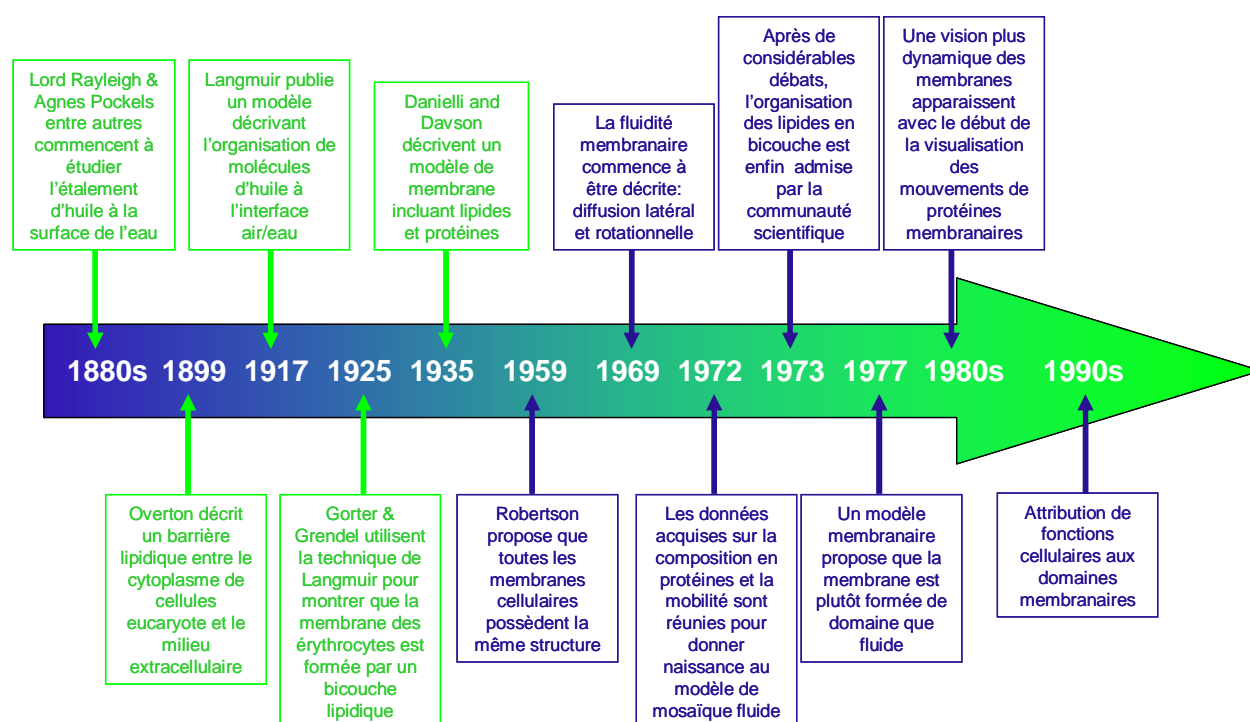 Lord Rayleigh &
Agnes Pockels
entre autres
commencent à
étudier
l'étalement
d'huile à la
surface de l'eau
Langmuir publie
un modèle
décrivant
l'organisation de
molécules
d'huile à
l'interface
air/eau
Danielli and
Davson
décrivent un
modèle de
membrane
incluant lipides
et protéines
La fluidité
membranaire
commence à
être décrite:
diffusion latéral
et rotationnelle
Après de
considérables
débats,
l'organisation
des lipides en
bicouche est
enfin admise
par la
communauté
scientifique
Une vision plus
dynamique des
membranes
apparaissent
avec le début de
la visualisation
des
mouvements de
protéines
membranaires
1880s 1899 1917 1925 1935 1959 1969 1972 1973 1977 1980s 1990s
Overton décrit
un barrière
lipidique entre le
cytoplasme de
cellules
eucaryote et le
milieu
extracellulaire
Gorter &
Grendel utilisent
la technique de
Langmuir pour
montrer que la
membrane des
érythrocytes est
formée par un
bicouche
lipidique
Robertson
propose que
toutes les
membranes
cellulaires
possèdent la
même structure
Les données
acquises sur la
composition en
protéines et la
mobilité sont
réunies pour
donner
naissance au
modèle de
mosaïque fluide
Un modèle
membranaire
propose que la
membrane est
plutôt formée de
domaine que
fluide
Attribution de
fonctions
cellulaires aux
domaines
membranaires